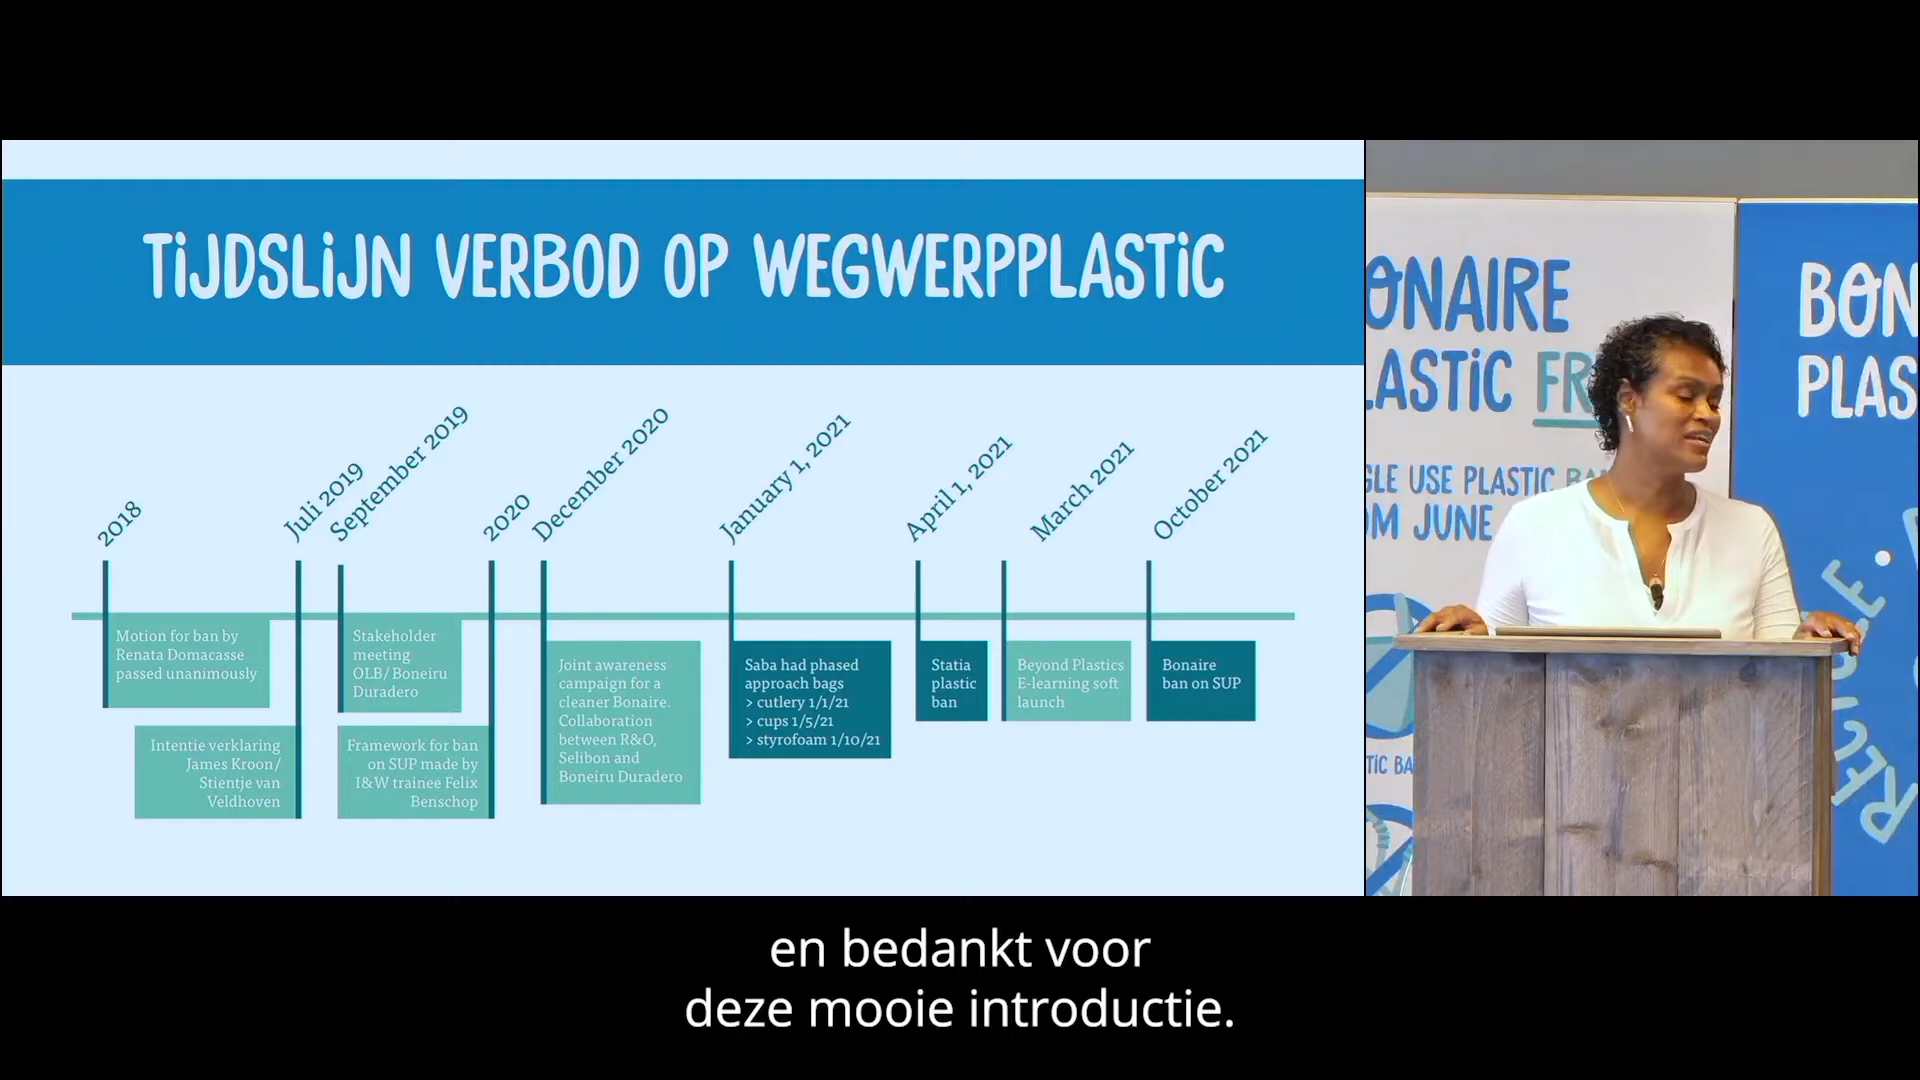 TiJDSLiJN VERBOD OP WEGWERPPLASTiC
2018
Juli 2019
September 2019
2020
December 2020
January 1, 2021
April 1, 2021
March 2021
October 2021
Motion for ban by
Renata Domacasse
passed unanimously
Intentie verklaring
James Kroon/
Stientje van
Veldhoven
Stakeholder
meeting
OLB/Boneiru
Duradero
Framework for ban
on SUP made by
I&W trainee Felix
Benschop
Joint awareness
campaign for a
cleaner Bonaire.
Collaboration
between R&O,
Selibon and
Boneiru Duradero
Saba had phased
approach bags
> cutlery 1/1/21
> cups 1/5/21
> styrofoam 1/10/21
Statia
plastic
ban
Beyond Plastics
E-learning soft
launch
Bonaire
ban on SUP
ONAIRE
LASTiC FR
GLE USE PLASTIC BA
OM JUNE
TIC BA
BON
PLAS
RECYCLE.
en bedankt voor
deze mooie introductie.